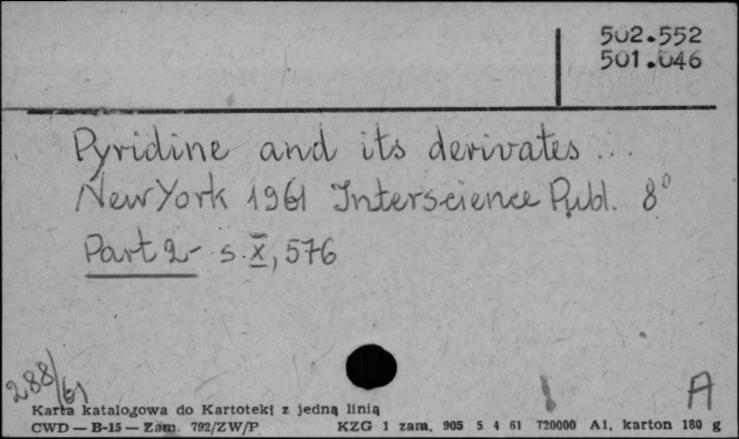 502.552
501.046
Pyridine and its derivates ...
New York 1961 Interscience Publ. 8°
Part 2- s. X, 576
288/61
A
Karta katalogowa do Kartoteki z jedną linią
CWD — B-15 — Zam. 792/ZW/P KZG 1 zam. 905 5 4 61 720000 A1, karton 180 g